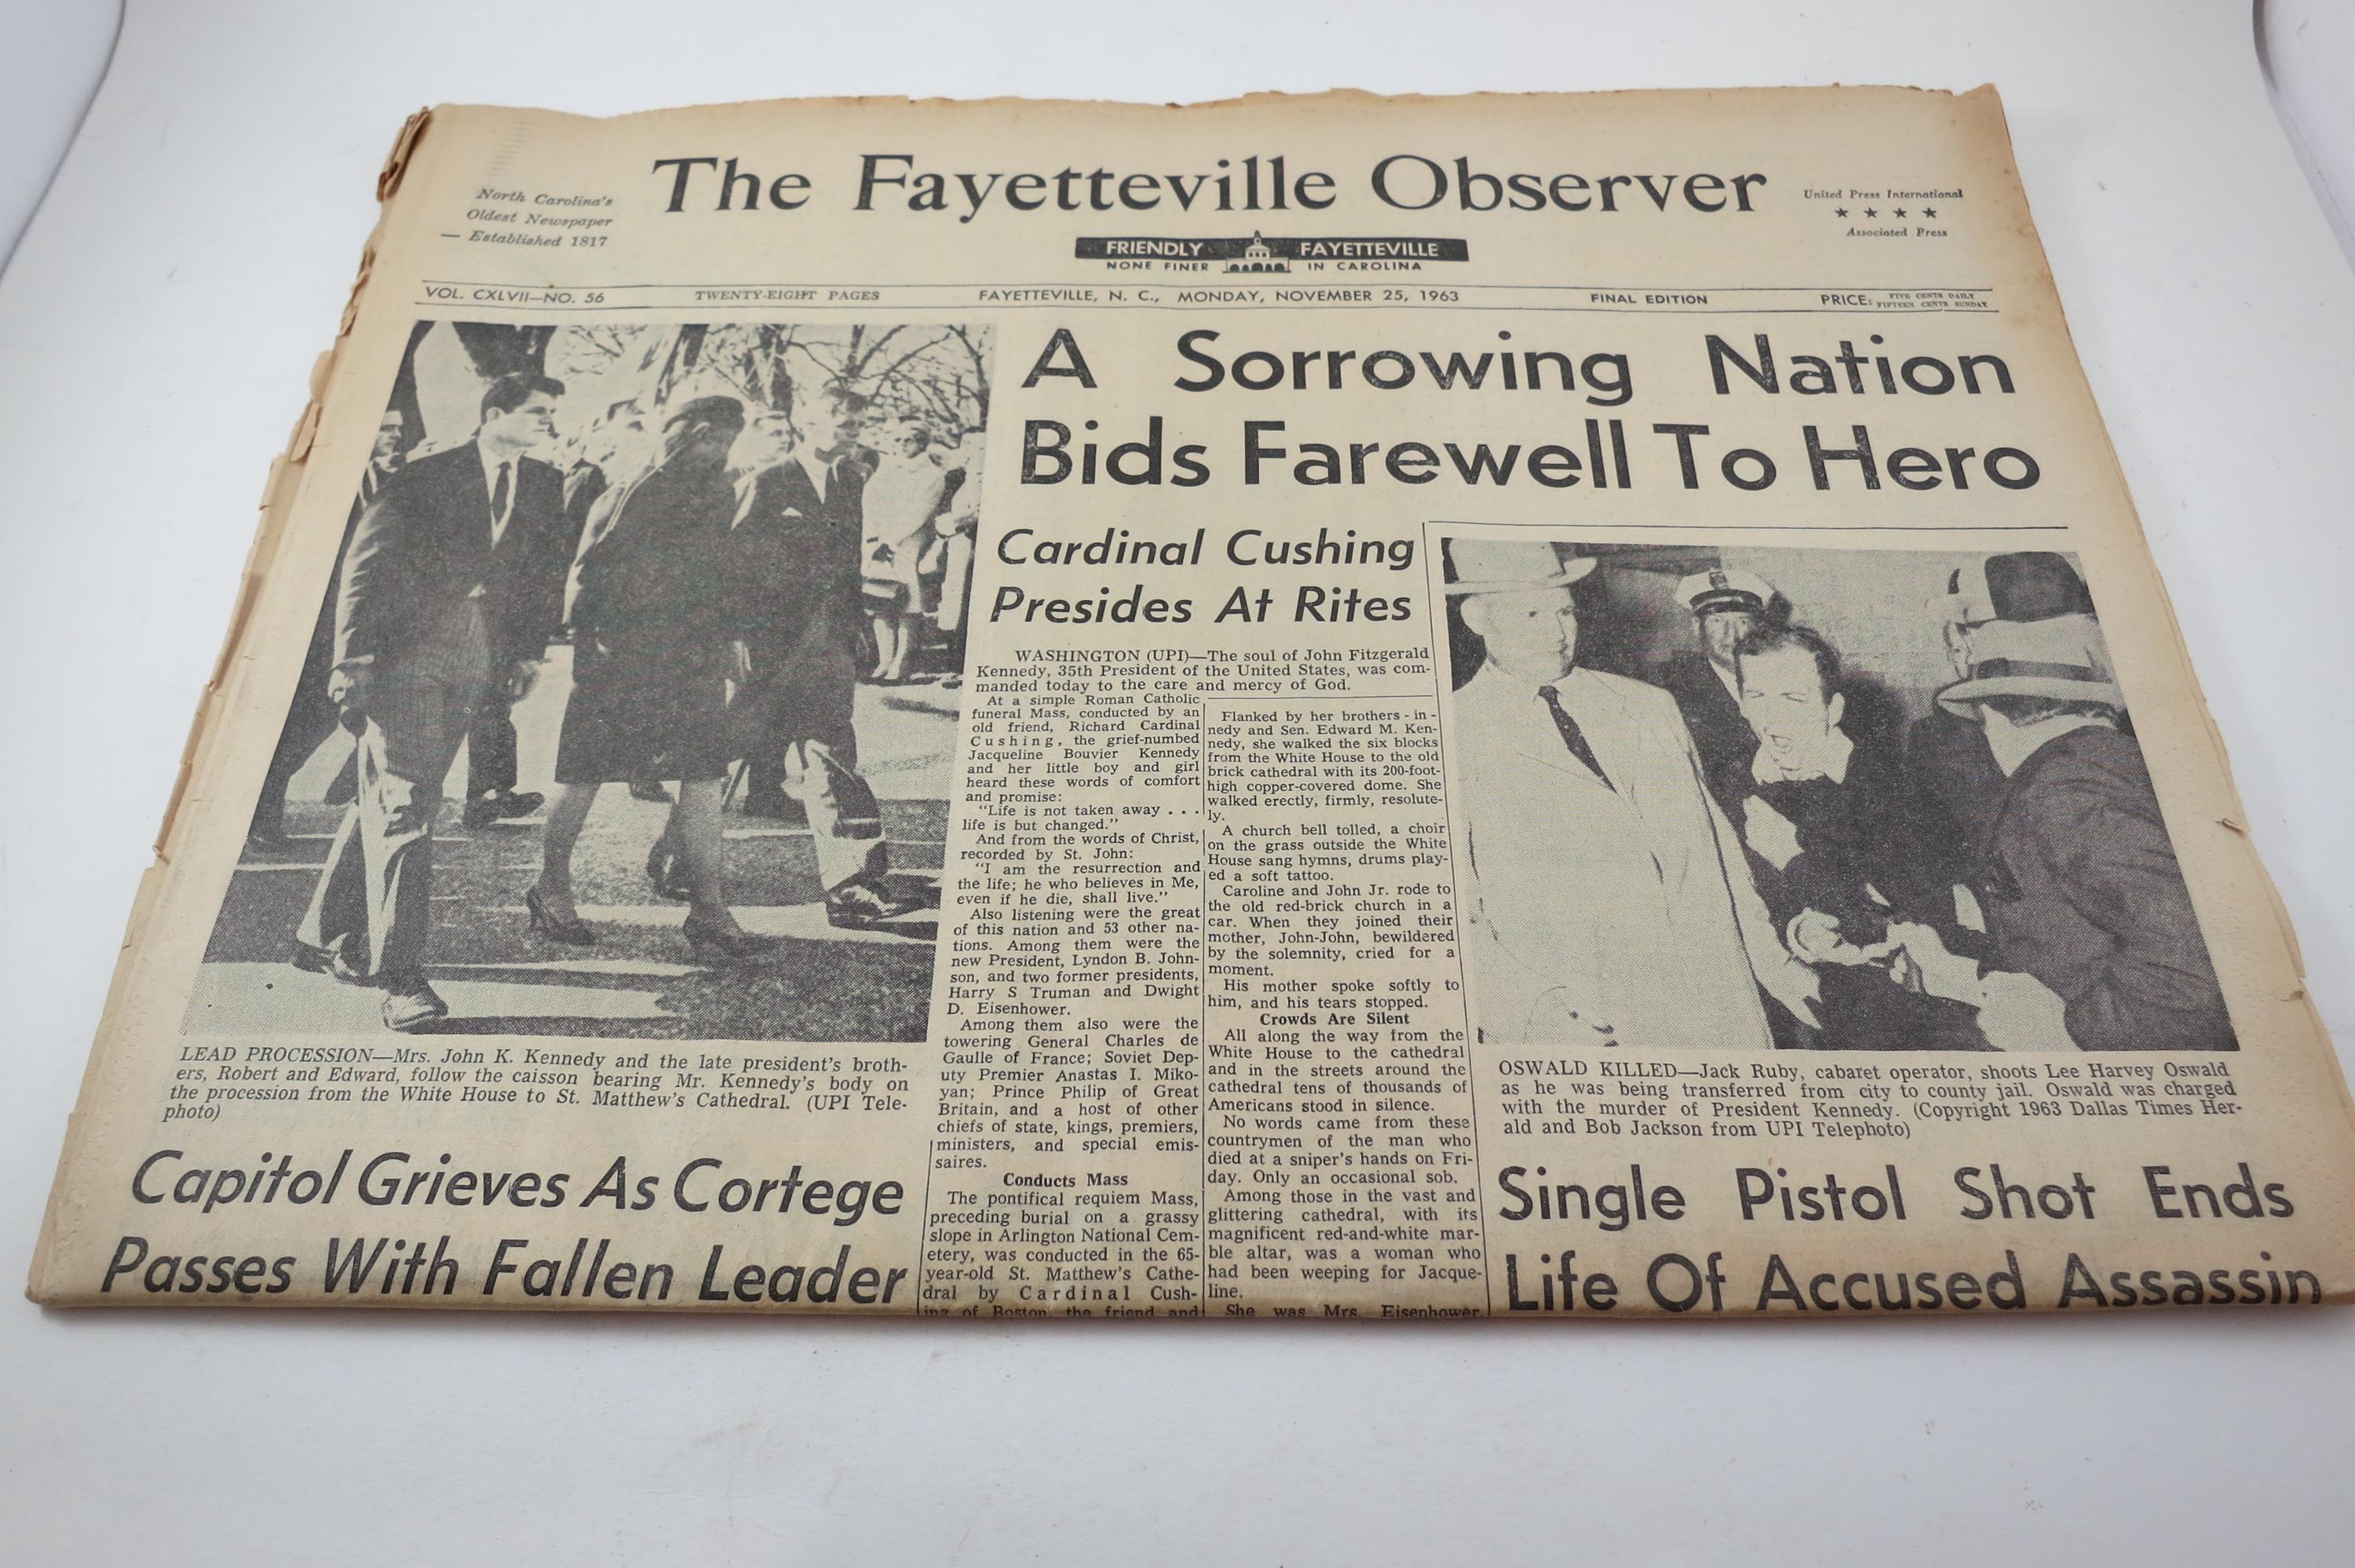 North Carolina's
Oldest Newspaper
— Established 1817
The Fayetteville Observer
United Press International
★ ★ ★ ★
Associated Press
FRIENDLY FAYETTEVILLE
NONE FINER IN CAROLINA
VOL. CXLVII—NO. 56 TWENTY-EIGHT PAGES FAYETTEVILLE, N. C., MONDAY, NOVEMBER 25, 1963 FINAL EDITION PRICE: FIVE CENTS DAILY
FIFTEEN CENTS SUNDAY
A Sorrowing Nation
Bids Farewell To Hero
LEAD PROCESSION—Mrs. John K. Kennedy and the late president's broth-
ers, Robert and Edward, follow the caisson bearing Mr. Kennedy's body on
the procession from the White House to St. Matthew's Cathedral. (UPI Tele-
photo)
Capitol Grieves As Cortege
Passes With Fallen Leader
Cardinal Cushing
Presides At Rites
WASHINGTON (UPI)—The soul of John Fitzgerald
Kennedy, 35th President of the United States, was com-
manded today to the care and mercy of God.
At a simple Roman Catholic
funeral Mass, conducted by an
old friend, Richard Cardinal
Cushing, the grief-numbed
Jacqueline Bouvier Kennedy
and her little boy and girl
heard these words of comfort
and promise:
"Life is not taken away . . .
life is but changed."
And from the words of Christ,
recorded by St. John:
"I am the resurrection and
the life; he who believes in Me,
even if he die, shall live."
Also listening were the great
of this nation and 53 other na-
tions. Among them were the
new President, Lyndon B. John-
son, and two former presidents,
Harry S Truman and Dwight
D. Eisenhower.
Among them also were the
towering General Charles de
Gaulle of France; Soviet Dep-
uty Premier Anastas I. Miko-
yan; Prince Philip of Great
Britain, and a host of other
chiefs of state, kings, premiers,
ministers, and special emis-
saires.
Conducts Mass
The pontifical requiem Mass,
preceding burial on a grassy
slope in Arlington National Cem-
etery, was conducted in the 65-
year-old St. Matthew's Cathe-
dral by Cardinal Cush-
ing of Boston, the friend and
Flanked by her brothers - in -
nedy and Sen. Edward M. Ken-
nedy, she walked the six blocks
from the White House to the old
brick cathedral with its 200-foot-
high copper-covered dome. She
walked erectly, firmly, resolute-
ly.
A church bell tolled, a choir
on the grass outside the White
House sang hymns, drums play-
ed a soft tattoo.
Caroline and John Jr. rode to
the old red-brick church in a
car. When they joined their
mother, John-John, bewildered
by the solemnity, cried for a
moment.
His mother spoke softly to
him, and his tears stopped.
Crowds Are Silent
All along the way from the
White House to the cathedral
and in the streets around the
cathedral tens of thousands of
Americans stood in silence.
No words came from these
countrymen of the man who
died at a sniper's hands on Fri-
day. Only an occasional sob.
Among those in the vast and
glittering cathedral, with its
magnificent red-and-white mar-
ble altar, was a woman who
had been weeping for Jacque-
line.
She was Mrs. Eisenhower,
OSWALD KILLED—Jack Ruby, cabaret operator, shoots Lee Harvey Oswald
as he was being transferred from city to county jail. Oswald was charged
with the murder of President Kennedy. (Copyright 1963 Dallas Times Her-
ald and Bob Jackson from UPI Telephoto)
Single Pistol Shot Ends
Life Of Accused Assassin